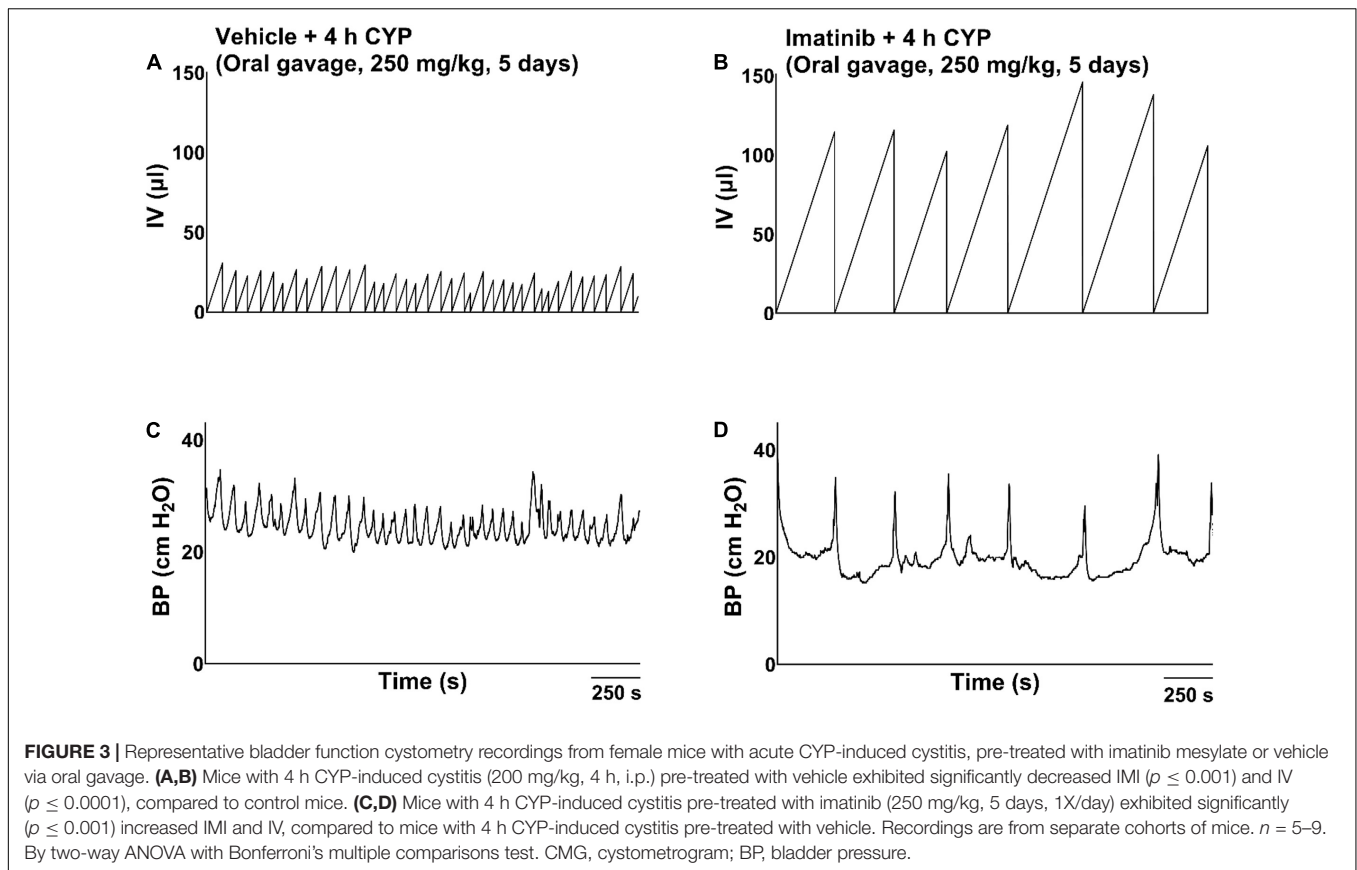 Vehicle + 4 h CYP
(Oral gavage, 250 mg/kg, 5 days)
A
150
100
50
0
IV (µl)
Imatinib + 4 h CYP
(Oral gavage, 250 mg/kg, 5 days)
B
150
100
50
0
IV (µl)
C
40
20
0
BP (cm H₂O)
Time (s)
250 s
D
40
20
0
BP (cm H₂O)
Time (s)
250 s
FIGURE 3 | Representative bladder function cystometry recordings from female mice with acute CYP-induced cystitis, pre-treated with imatinib mesylate or vehicle
via oral gavage. (A,B) Mice with 4 h CYP-induced cystitis (200 mg/kg, 4 h, i.p.) pre-treated with vehicle exhibited significantly decreased IMI (p ≤ 0.001) and IV
(p ≤ 0.0001), compared to control mice. (C,D) Mice with 4 h CYP-induced cystitis pre-treated with imatinib (250 mg/kg, 5 days, 1X/day) exhibited significantly
(p ≤ 0.001) increased IMI and IV, compared to mice with 4 h CYP-induced cystitis pre-treated with vehicle. Recordings are from separate cohorts of mice. n = 5–9.
By two-way ANOVA with Bonferroni's multiple comparisons test. CMG, cystometrogram; BP, bladder pressure.